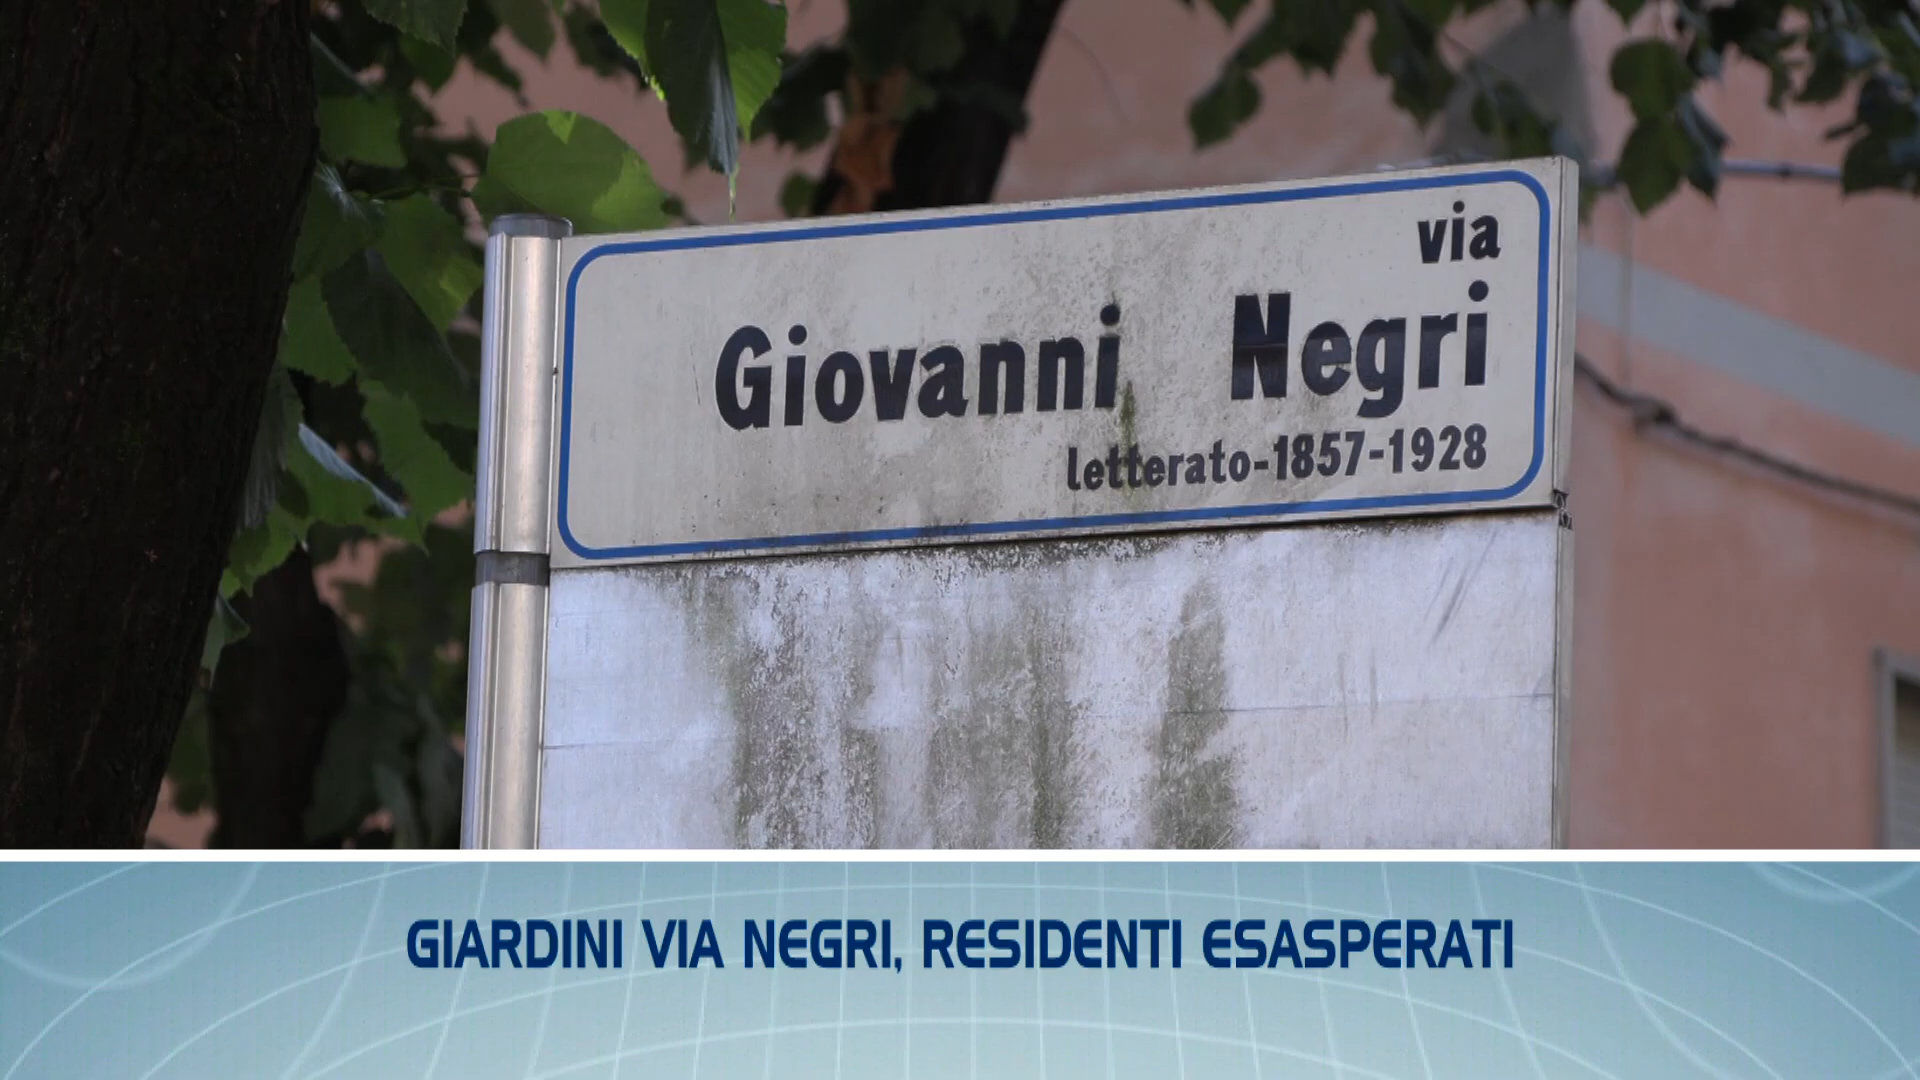 via
Giovanni Negri
letterato-1857-1928
GIARDINI VIA NEGRI, RESIDENTI ESASPERATI